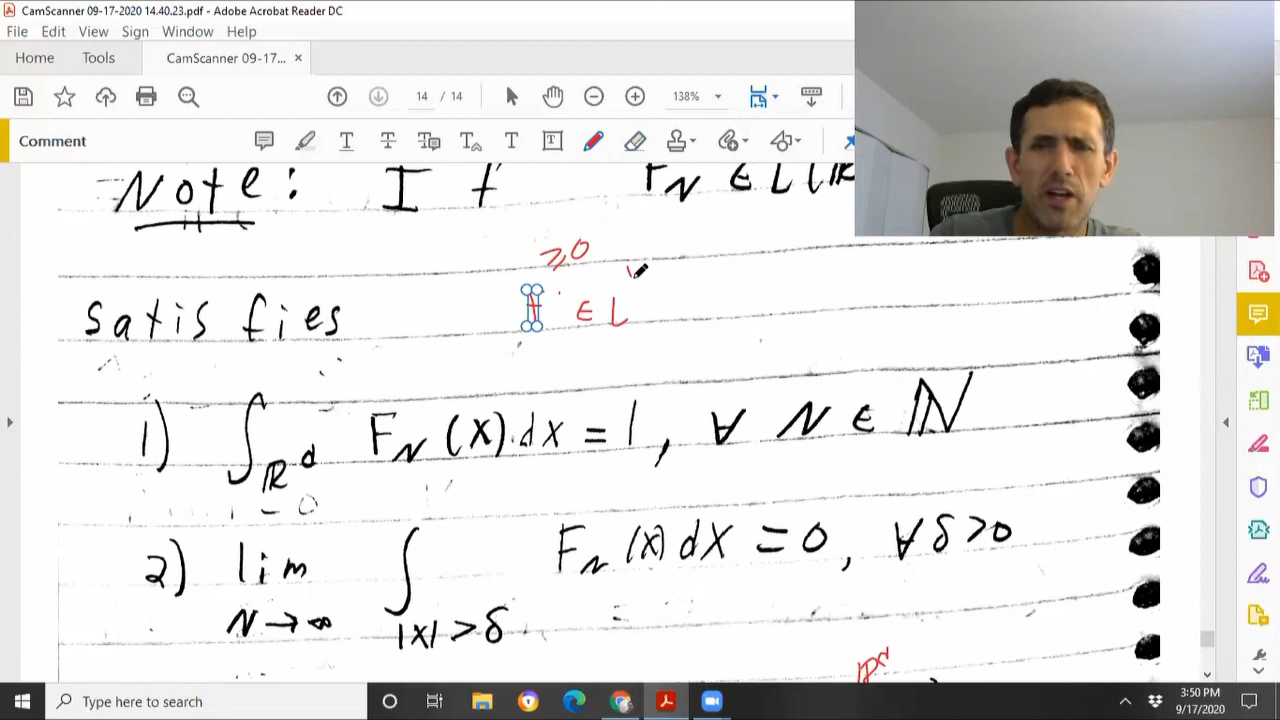 CamScanner 09-17-2020 14.40.23.pdf - Adobe Acrobat Reader DC
File Edit View Sign Window Help
Home Tools CamScanner 09-17... ×
14 / 14 138%
Comment
Note: If F_N ∈ L
≥0
Satisfies f ∈ L
1) ∫_{ℝ^d} F_N(x) dx = 1, ∀ N ∈ ℕ
2) lim_{N→∞} ∫_{|x|>δ} F_N(x) dx = 0, ∀ δ>0
ℝ^d
Type here to search
3:50 PM
9/17/2020